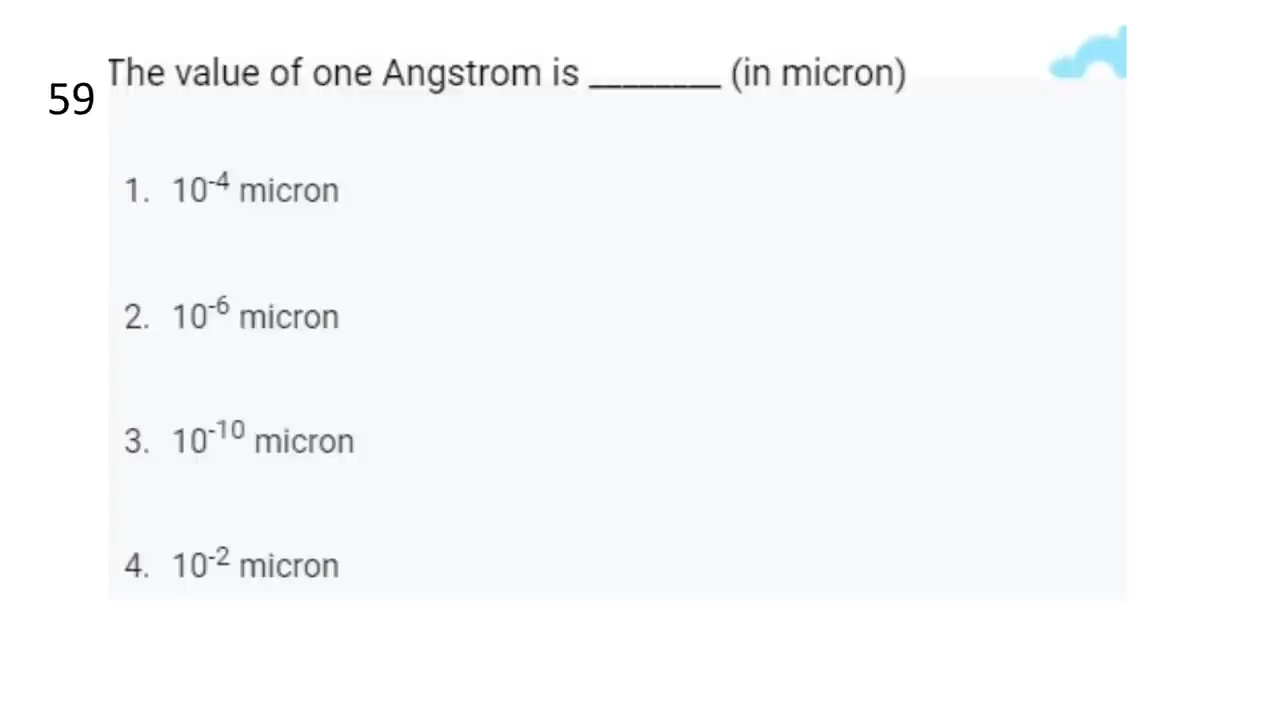 The value of one Angstrom is ________ (in micron)
59
1. 10⁻⁴ micron
2. 10⁻⁶ micron
3. 10⁻¹⁰ micron
4. 10⁻² micron